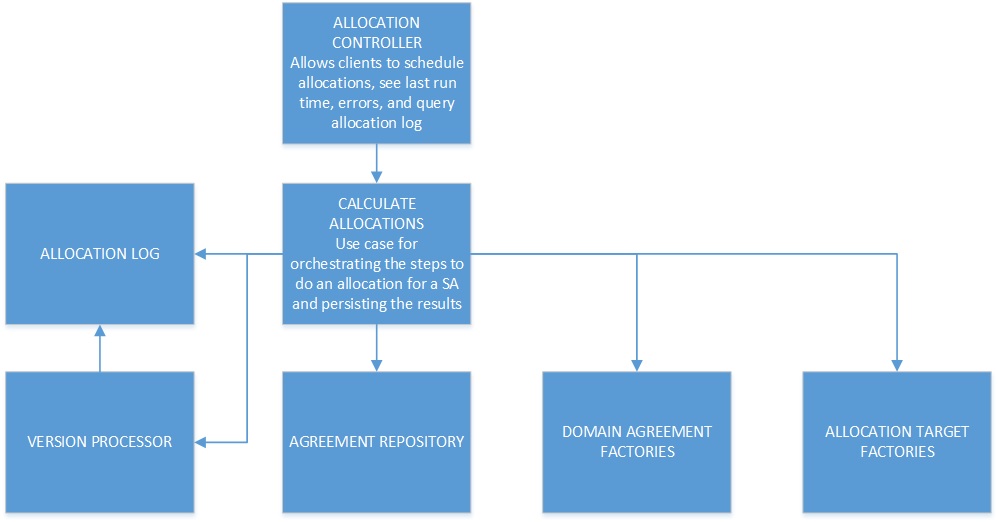 ALLOCATION
CONTROLLER
Allows clients to schedule
allocations, see last run
time, errors, and query
allocation log
ALLOCATION LOG
CALCULATE
ALLOCATIONS
Use case for
orchestrating the steps to
do an allocation for a SA
and persisting the results
VERSION PROCESSOR
AGREEMENT REPOSITORY
DOMAIN AGREEMENT
FACTORIES
ALLOCATION TARGET
FACTORIES